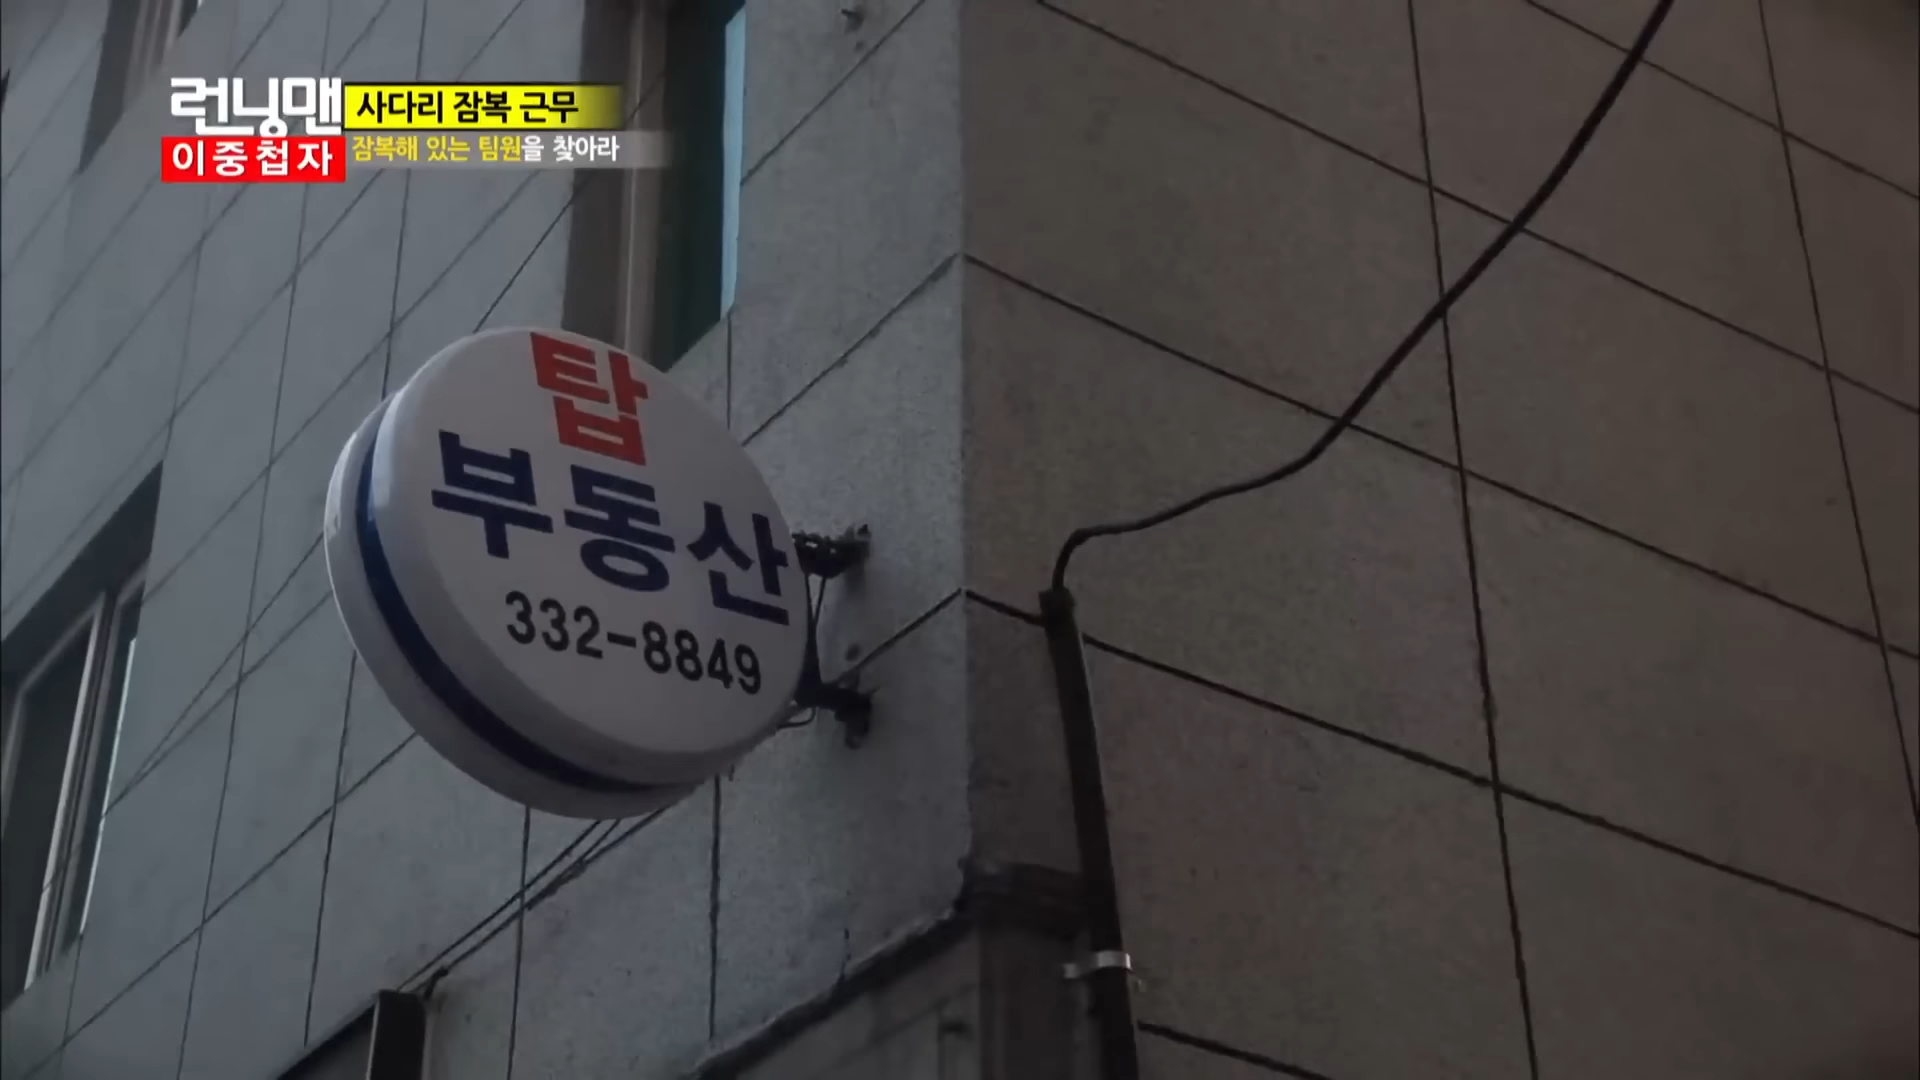 런닝맨
이중첩자
사다리 잠복 근무
잠복해 있는 팀원을 찾아라
탑
부동산
332-8849